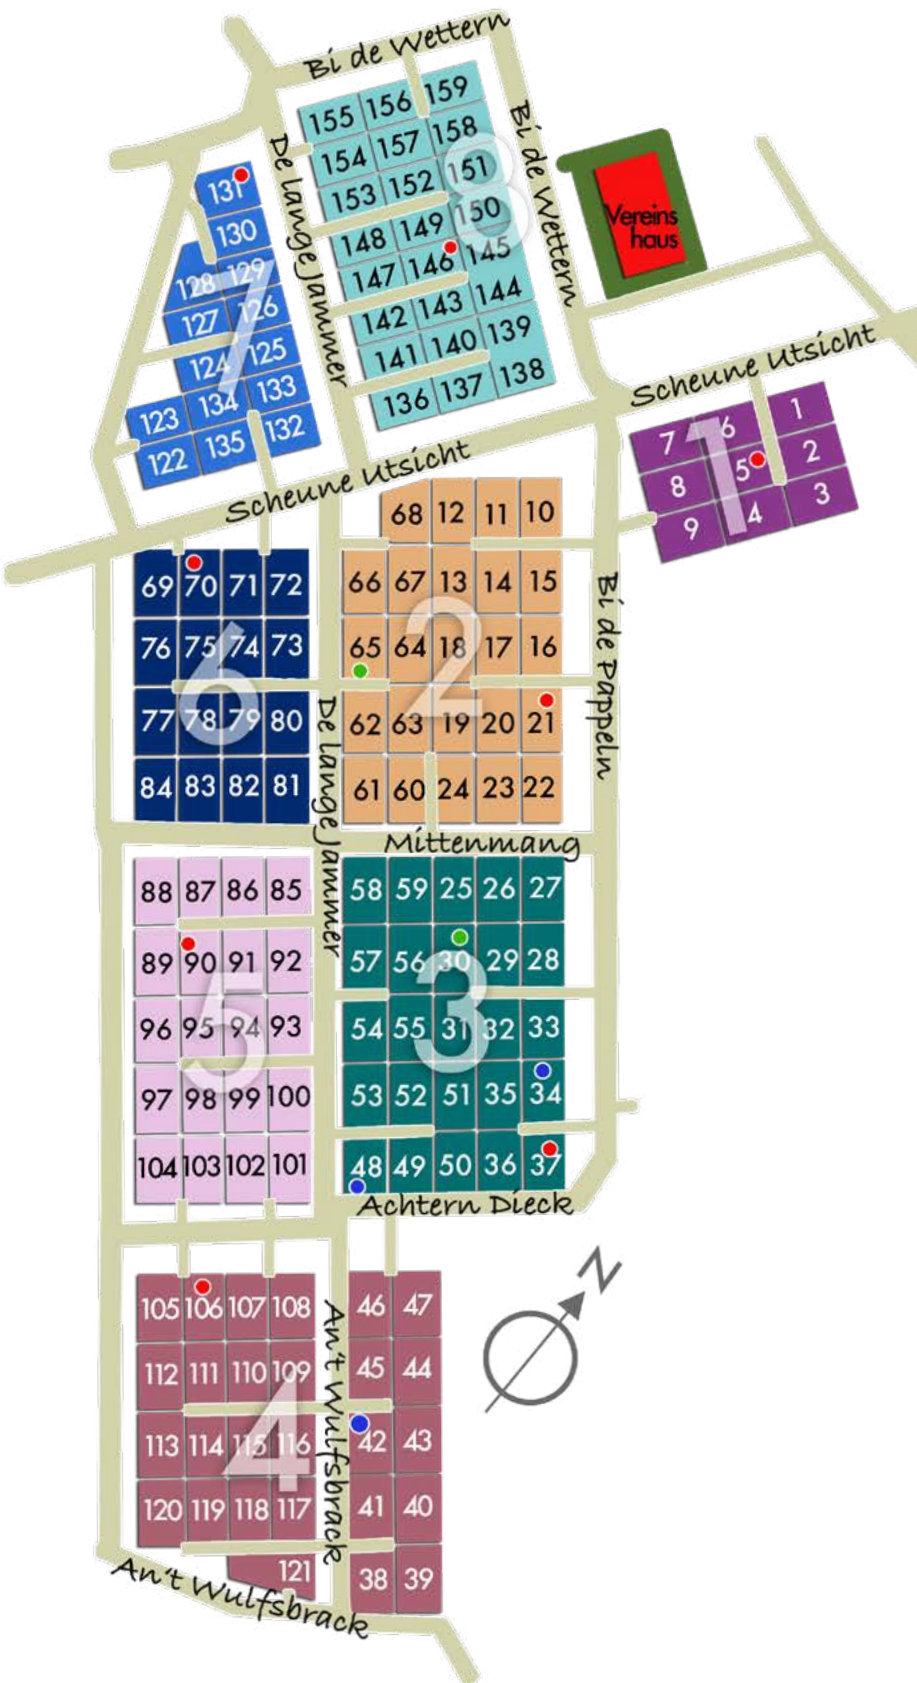 Bi de Wettern
155 156 159
154 157 158
153 152 151
148 149 150
147 146 145
142 143 144
141 140 139
136 137 138
8
De lange Jammer
Bi de Wettern
Vereins
haus
131
130
128 129
127 126
124 125
123 134 133
122 135 132
7
Scheune Utsicht
Scheune Utsicht
7 6 1
8 5 2
9 4 3
1
68 12 11 10
66 67 13 14 15
65 64 18 17 16
62 63 19 20 21
61 60 24 23 22
2
69 70 71 72
76 75 74 73
77 78 79 80
84 83 82 81
6
De lange Jammer
Bi de Pappeln
Mittenmang
88 87 86 85
89 90 91 92
96 95 94 93
97 98 99 100
104 103 102 101
5
58 59 25 26 27
57 56 30 29 28
54 55 31 32 33
53 52 51 35 34
48 49 50 36 37
3
Achtern Dieck
N
105 106 107 108
112 111 110 109
113 114 115 116
120 119 118 117
121
4
An't Wulfsbrack
46 47
45 44
42 43
41 40
38 39
An't Wulfsbrack